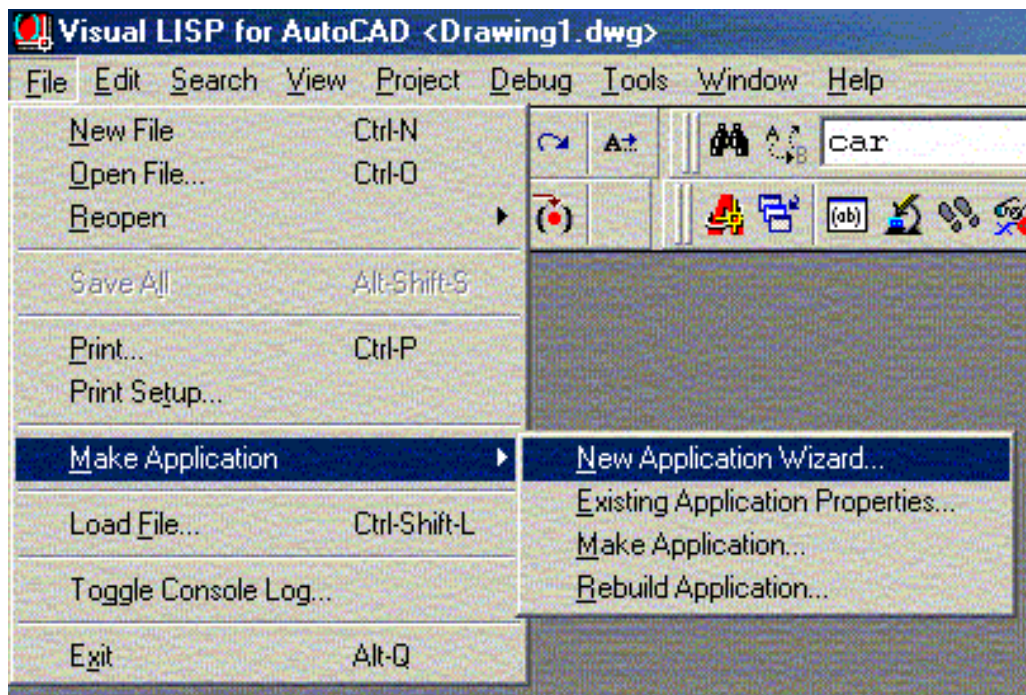 Visual LISP for AutoCAD <Drawing1.dwg>
File Edit Search View Project Debug Tools Window Help
New File Ctrl-N
Open File... Ctrl-O
Reopen
Save All Alt-Shift-S
Print... Ctrl-P
Print Setup...
Make Application
Load File... Ctrl-Shift-L
Toggle Console Log...
Exit Alt-Q
A
A B
car
(ab)
New Application Wizard...
Existing Application Properties...
Make Application...
Rebuild Application...